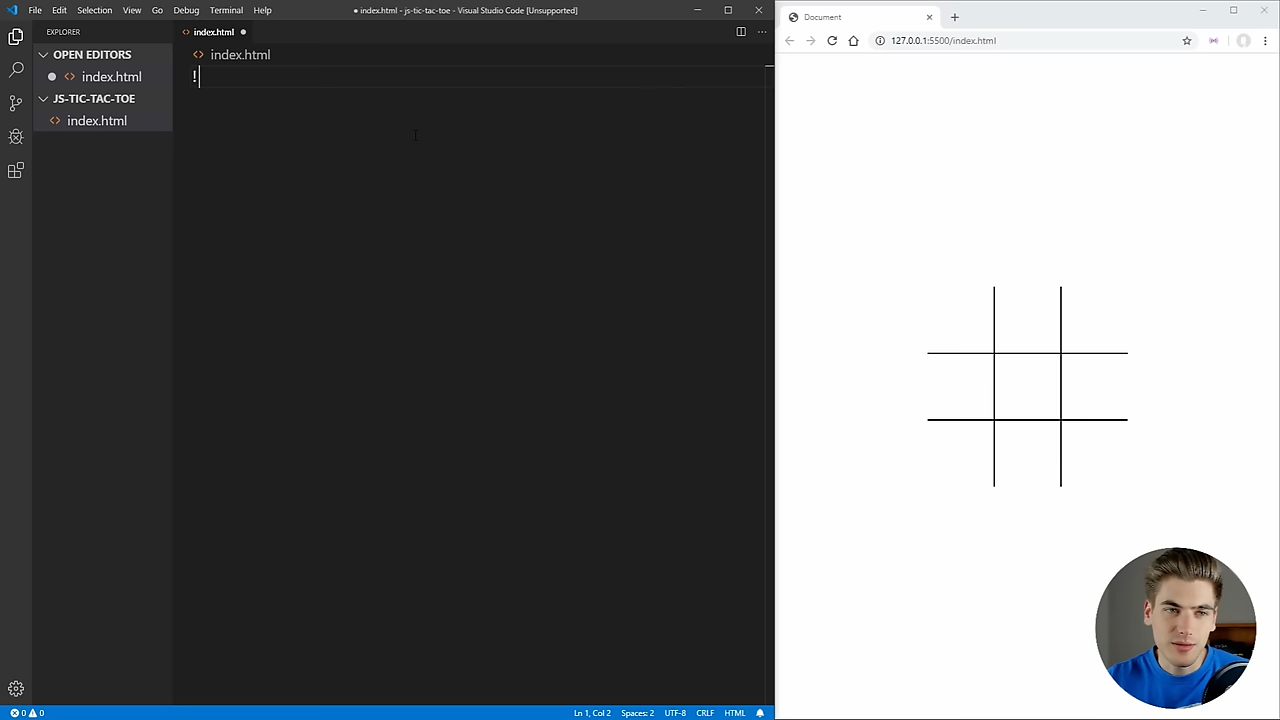 File Edit Selection View Go Debug Terminal Help
● index.html - js-tic-tac-toe - Visual Studio Code [Unsupported]
EXPLORER
OPEN EDITORS
index.html
JS-TIC-TAC-TOE
index.html
index.html
index.html
!
0 0
Ln 1, Col 2 Spaces: 2 UTF-8 CRLF HTML
Document
127.0.0.1:5500/index.html